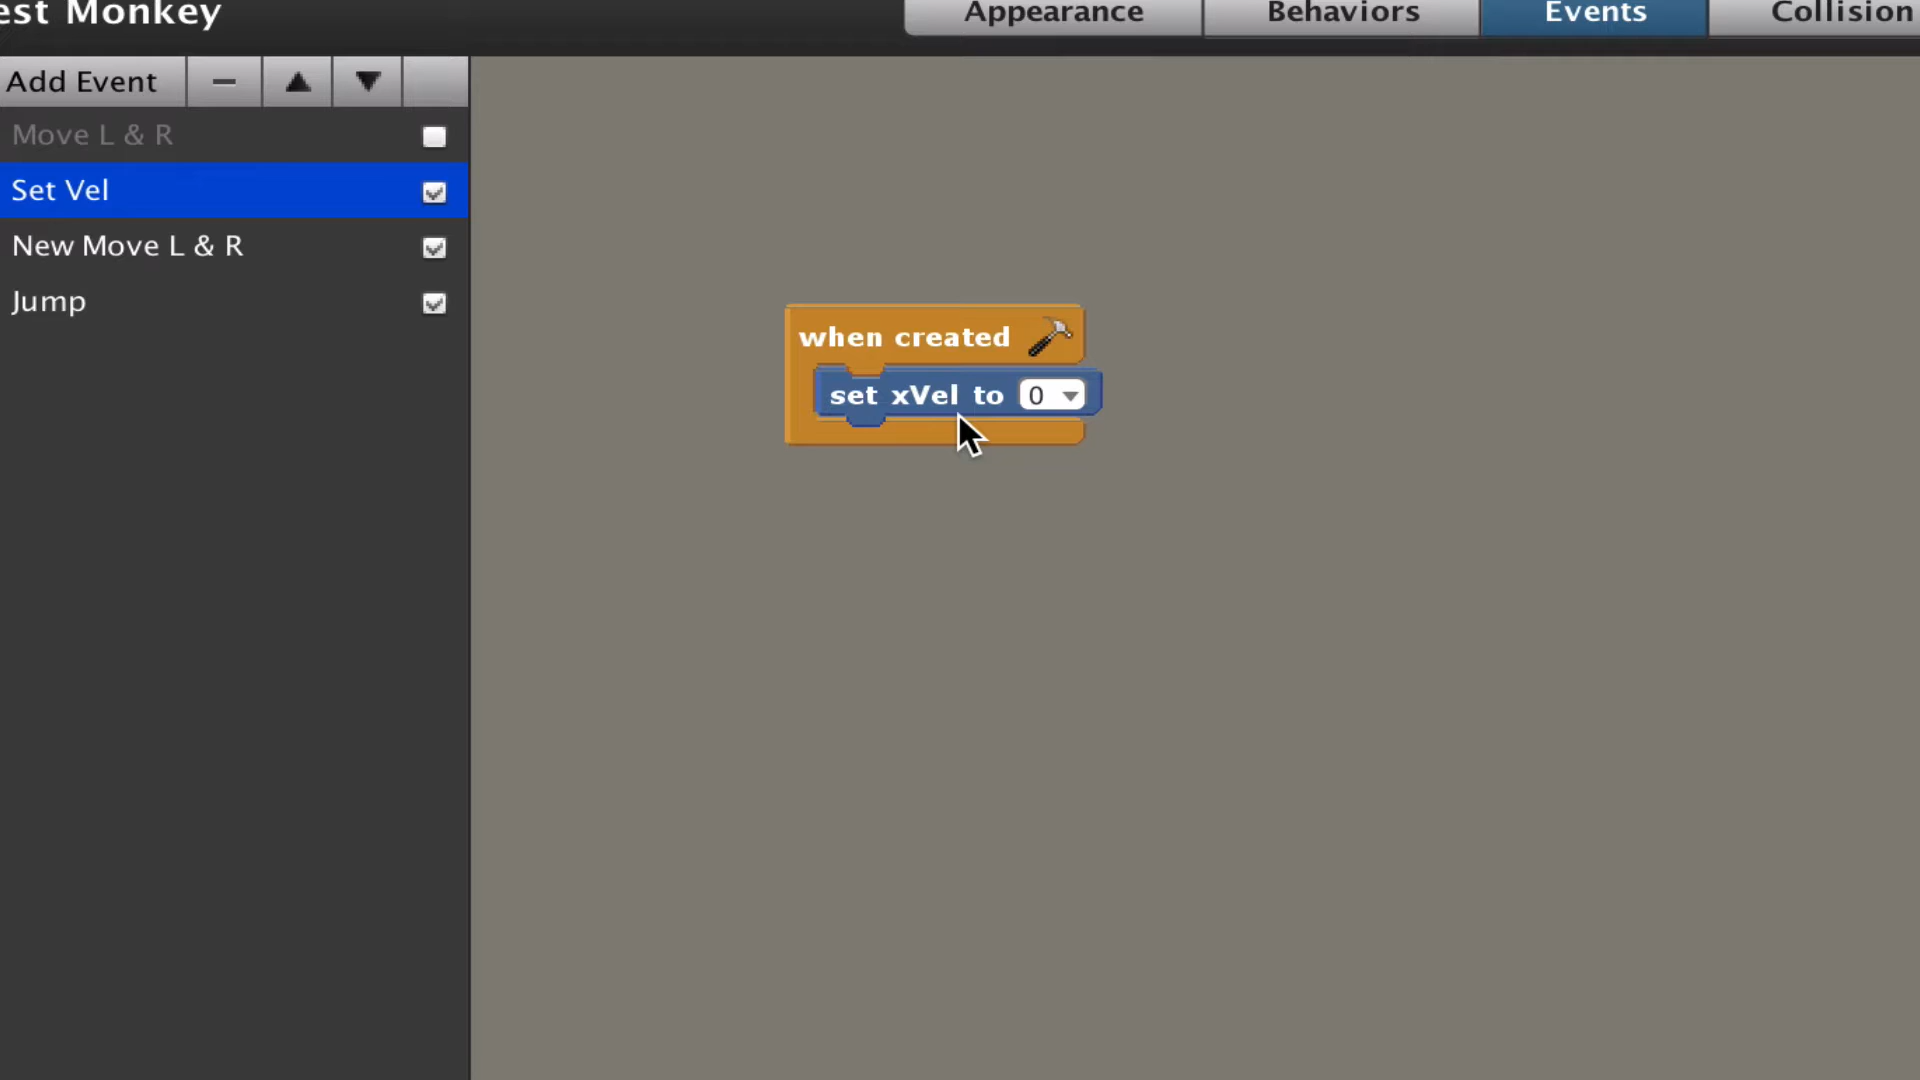 est Monkey
Appearance
Behaviors
Events
Collision
Add Event
Move L & R
Set Vel
New Move L & R
Jump
when created
set xVel to 0